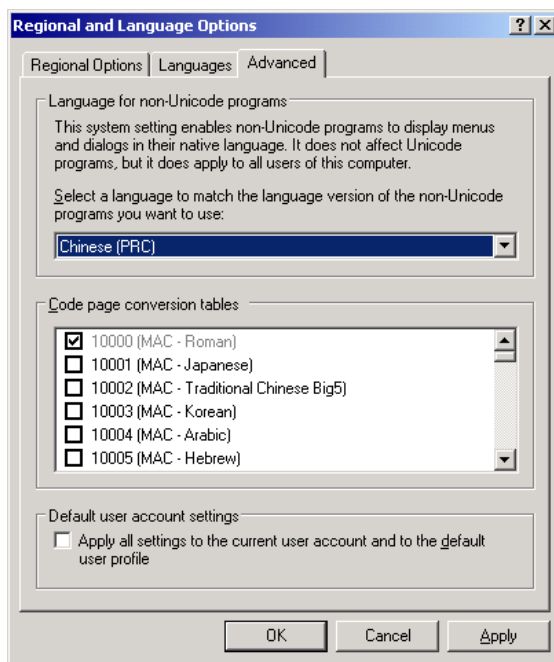 Regional and Language Options
Regional Options
Languages
Advanced
Language for non-Unicode programs
This system setting enables non-Unicode programs to display menus
and dialogs in their native language. It does not affect Unicode
programs, but it does apply to all users of this computer.
Select a language to match the language version of the non-Unicode
programs you want to use:
Chinese (PRC)
Code page conversion tables
10000 (MAC - Roman)
10001 (MAC - Japanese)
10002 (MAC - Traditional Chinese Big5)
10003 (MAC - Korean)
10004 (MAC - Arabic)
10005 (MAC - Hebrew)
Default user account settings
Apply all settings to the current user account and to the default
user profile
OK
Cancel
Apply